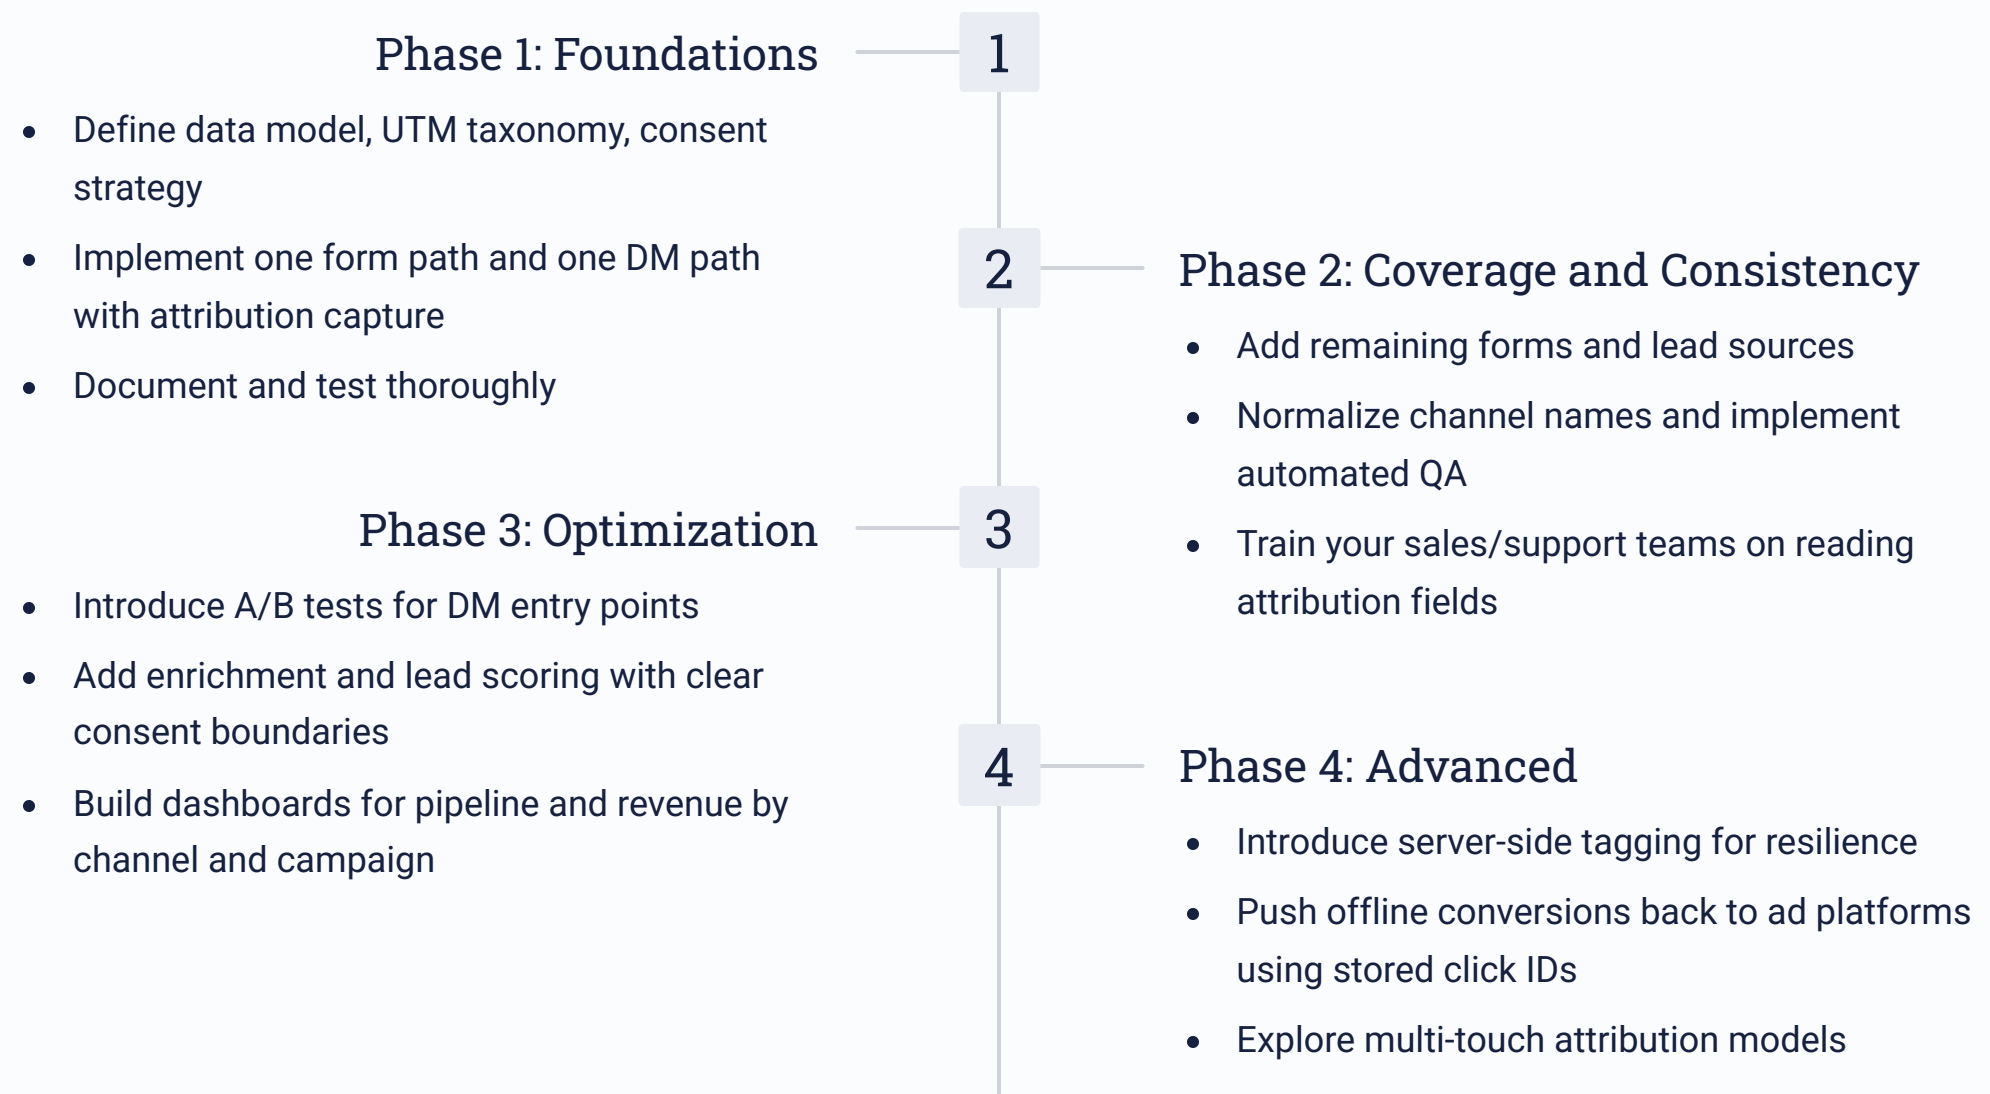 Phase 1: Foundations
1
Define data model, UTM taxonomy, consent
strategy
Implement one form path and one DM path
with attribution capture
Document and test thoroughly
2
Phase 2: Coverage and Consistency
Add remaining forms and lead sources
Normalize channel names and implement
automated QA
Train your sales/support teams on reading
attribution fields
Phase 3: Optimization
3
Introduce A/B tests for DM entry points
Add enrichment and lead scoring with clear
consent boundaries
Build dashboards for pipeline and revenue by
channel and campaign
4
Phase 4: Advanced
Introduce server-side tagging for resilience
Push offline conversions back to ad platforms
using stored click IDs
Explore multi-touch attribution models